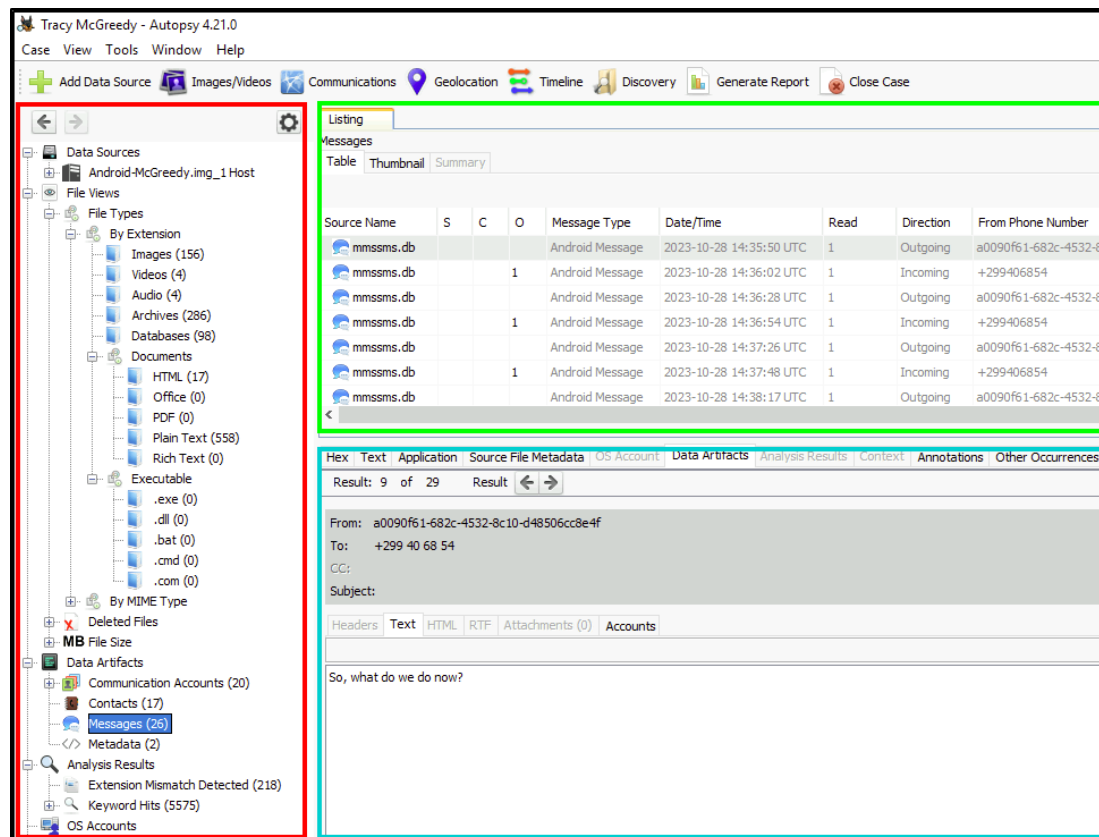 Tracy McGreedy - Autopsy 4.21.0
Case View Tools Window Help
Add Data Source Images/Videos Communications Geolocation Timeline Discovery Generate Report Close Case
Data Sources
Android-McGreedy.img_1 Host
File Views
File Types
By Extension
Images (156)
Videos (4)
Audio (4)
Archives (286)
Databases (98)
Documents
HTML (17)
Office (0)
PDF (0)
Plain Text (558)
Rich Text (0)
Executable
.exe (0)
.dll (0)
.bat (0)
.cmd (0)
.com (0)
By MIME Type
Deleted Files
MB File Size
Data Artifacts
Communication Accounts (20)
Contacts (17)
Messages (26)
Metadata (2)
Analysis Results
Extension Mismatch Detected (218)
Keyword Hits (5575)
OS Accounts
Listing
Messages
Table Thumbnail Summary
Source Name S C O Message Type Date/Time Read Direction From Phone Number
mmssms.db Android Message 2023-10-28 14:35:50 UTC 1 Outgoing a0090f61-682c-4532-8
mmssms.db 1 Android Message 2023-10-28 14:36:02 UTC 1 Incoming +299406854
mmssms.db Android Message 2023-10-28 14:36:28 UTC 1 Outgoing a0090f61-682c-4532-8
mmssms.db 1 Android Message 2023-10-28 14:36:54 UTC 1 Incoming +299406854
mmssms.db Android Message 2023-10-28 14:37:26 UTC 1 Outgoing a0090f61-682c-4532-8
mmssms.db 1 Android Message 2023-10-28 14:37:48 UTC 1 Incoming +299406854
mmssms.db Android Message 2023-10-28 14:38:17 UTC 1 Outgoing a0090f61-682c-4532-8
Hex Text Application Source File Metadata OS Account Data Artifacts Analysis Results Context Annotations Other Occurrences
Result: 9 of 29 Result
From: a0090f61-682c-4532-8c10-d48506cc8e4f
To: +299 40 68 54
CC:
Subject:
Headers Text HTML RTF Attachments (0) Accounts
So, what do we do now?